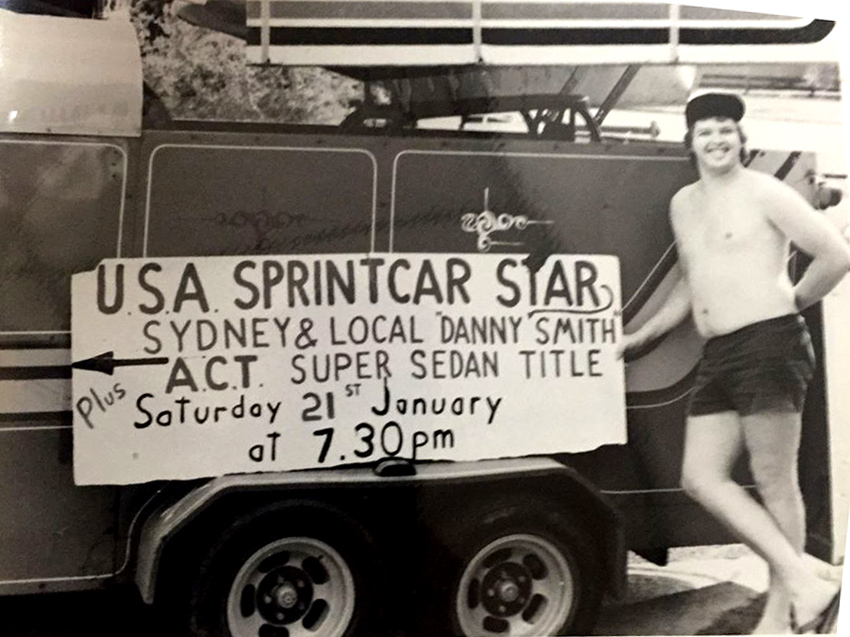 U.S.A. SPRINTCAR STAR
SYDNEY & LOCAL "DANNY SMITH"
A.C.T. SUPER SEDAN TITLE
Plus
Saturday 21ST January
at 7.30pm